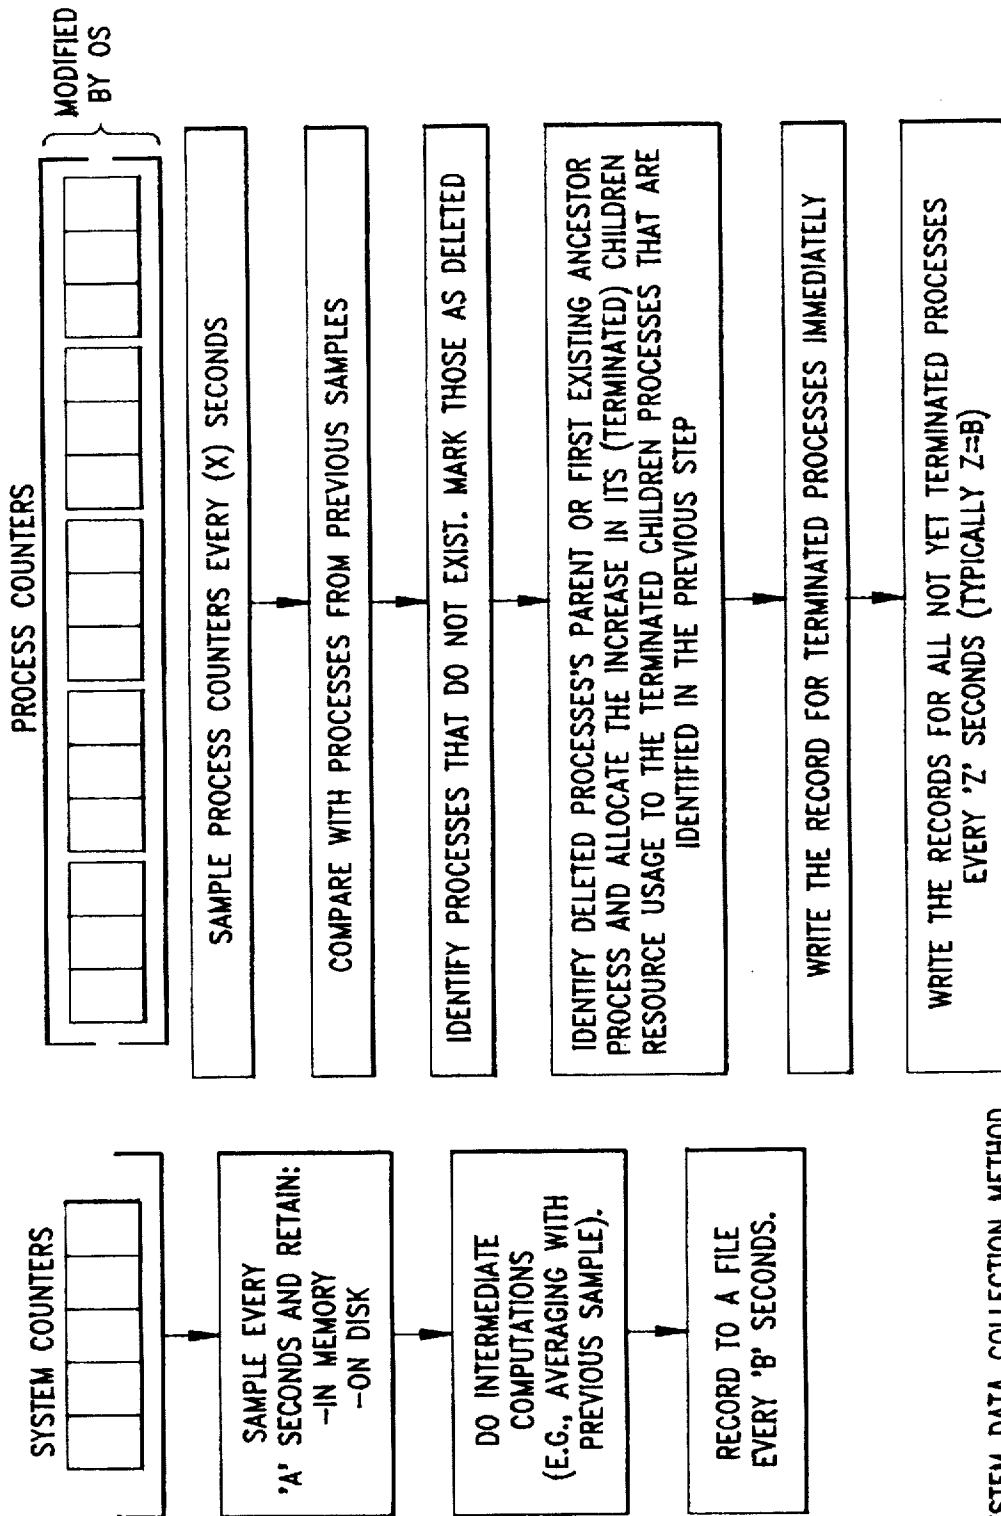 SYSTEM COUNTERS
SAMPLE EVERY
'A' SECONDS AND RETAIN:
-IN MEMORY
-ON DISK
DO INTERMEDIATE
COMPUTATIONS
(E.G., AVERAGING WITH
PREVIOUS SAMPLE).
RECORD TO A FILE
EVERY 'B' SECONDS.
PROCESS COUNTERS
MODIFIED
BY OS
SAMPLE PROCESS COUNTERS EVERY (X) SECONDS
COMPARE WITH PROCESSES FROM PREVIOUS SAMPLES
IDENTIFY PROCESSES THAT DO NOT EXIST. MARK THOSE AS DELETED
IDENTIFY DELETED PROCESS'S PARENT OR FIRST EXISTING ANCESTOR
PROCESS AND ALLOCATE THE INCREASE IN ITS (TERMINATED) CHILDREN
RESOURCE USAGE TO THE TERMINATED CHILDREN PROCESSES THAT ARE
IDENTIFIED IN THE PREVIOUS STEP
WRITE THE RECORD FOR TERMINATED PROCESSES IMMEDIATELY
WRITE THE RECORDS FOR ALL NOT YET TERMINATED PROCESSES
EVERY 'Z' SECONDS (TYPICALLY Z=B)
DATA COLLECTION METHOD